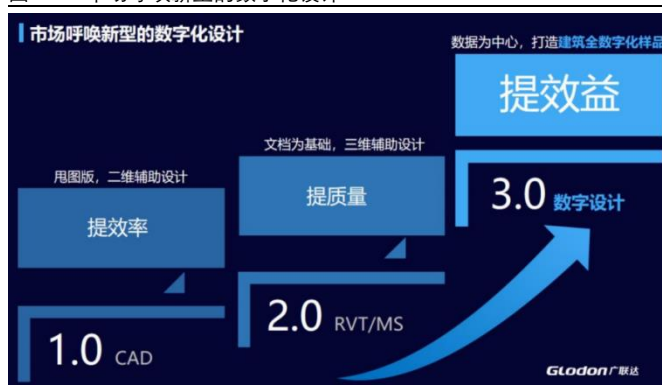 市场呼唤新型的数字化设计
数据为中心，打造建筑全数字化样品
提效益
文档为基础，三维辅助设计
甩图版，二维辅助设计
提质量
3.0 数字设计
提效率
2.0 RVT/MS
1.0 CAD
GLodon广联达